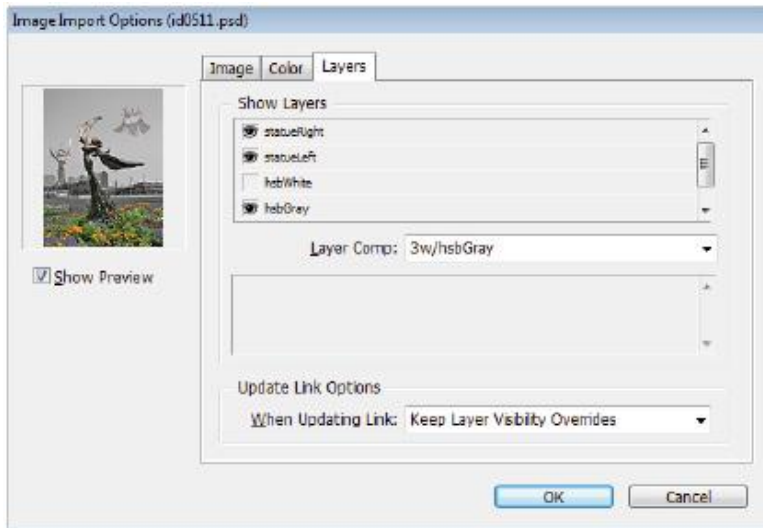 Image Import Options (id0511.psd)
Image Color Layers
Show Layers
statueRight
statueLeft
hsbWhite
hsbGray
Layer Comp: 3w/hsbGray
Show Preview
Update Link Options
When Updating Link: Keep Layer Visibility Overrides
OK Cancel